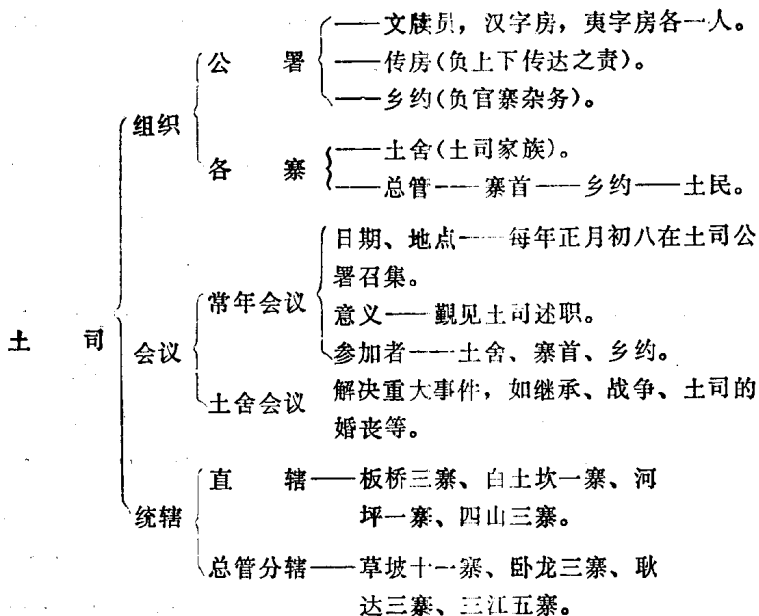 ——文牍员，汉字房，夷字房各一人。
公　署
——传房(负上下传达之责)。
——乡约(负官寨杂务)。
组织
——土舍(土司家族)。
各　寨
——总管——寨首——乡约——土民。
日期、地点——每年正月初八在土司公
署召集。
常年会议
意义——觐见土司述职。
土　司
会议
参加者——土舍、寨首、乡约。
土舍会议
解决重大事件，如继承、战争、土司的
婚丧等。
直　辖——板桥三寨、白土坎一寨、河
坪一寨、四山三寨。
统辖
总管分辖——草坡十一寨、卧龙三寨、耿
达三寨、三江五寨。